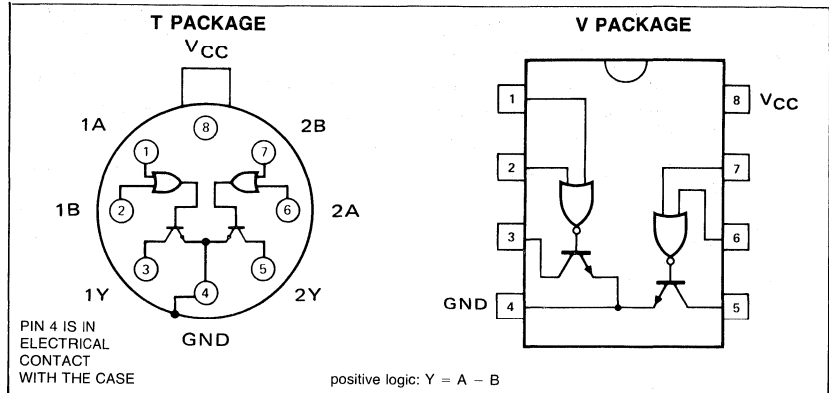 T PACKAGE
VCC
1A
8
2B
1
7
1B
2
6
2A
3
5
1Y
4
2Y
GND
PIN 4 IS IN
ELECTRICAL
CONTACT
WITH THE CASE
V PACKAGE
1
8
VCC
2
7
3
6
GND
4
5
positive logic: Y = A – B